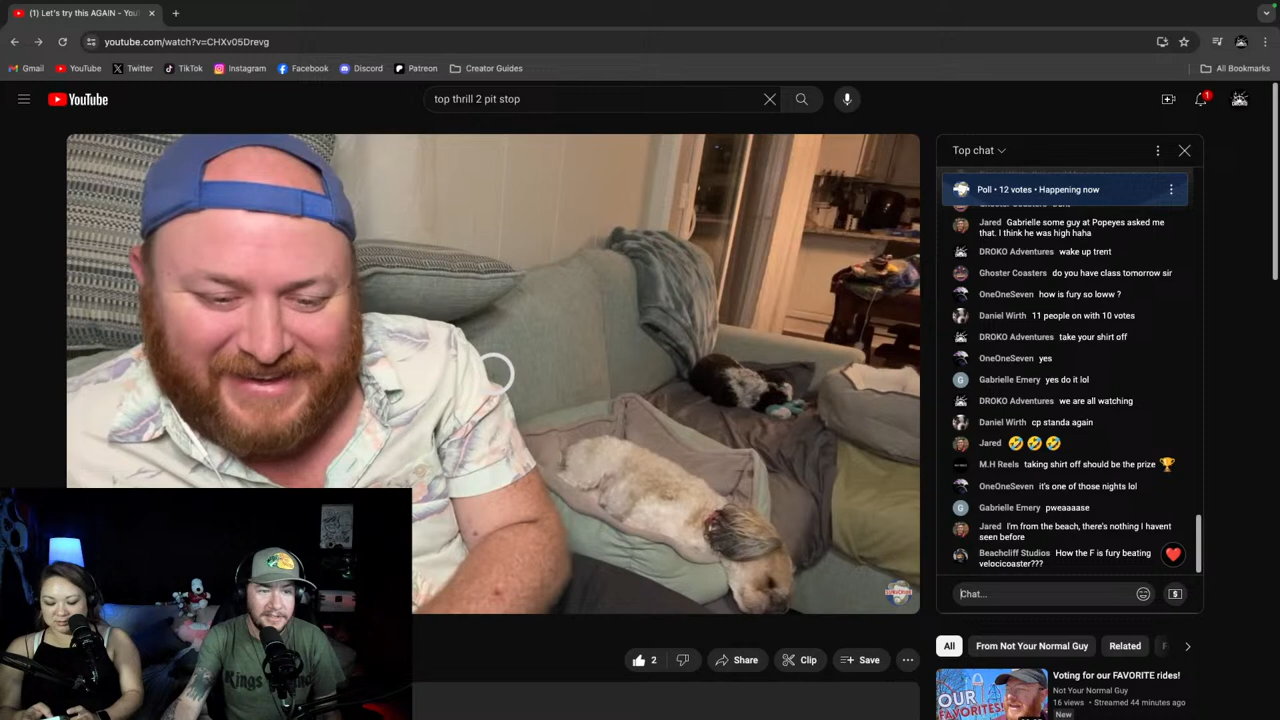 (1) Let's try this AGAIN - You
youtube.com/watch?v=CHXv05Drevg
Gmail YouTube Twitter TikTok Instagram Facebook Discord Patreon Creator Guides All Bookmarks
YouTube
top thrill 2 pit stop
1
Top chat
Poll • 12 votes • Happening now
Jared Gabrielle some guy at Popeyes asked me
that. I think he was high haha
DROKO Adventures wake up trent
Ghoster Coasters do you have class tomorrow sir
OneOneSeven how is fury so loww ?
Daniel Wirth 11 people on with 10 votes
DROKO Adventures take your shirt off
OneOneSeven yes
G Gabrielle Emery yes do it lol
DROKO Adventures we are all watching
Daniel Wirth cp standa again
Jared 🤣🤣🤣
M.H Reels taking shirt off should be the prize 🏆
OneOneSeven it's one of those nights lol
G Gabrielle Emery pweaaaase
Jared I'm from the beach, there's nothing I havent
seen before
Beachcliff Studios How the F is fury beating
velocicoaster???
Chat...
2 Share Clip Save
All From Not Your Normal Guy Related
Voting for our FAVORITE rides!
Not Your Normal Guy
16 views • Streamed 44 minutes ago
New
OUR
FAVORITES!